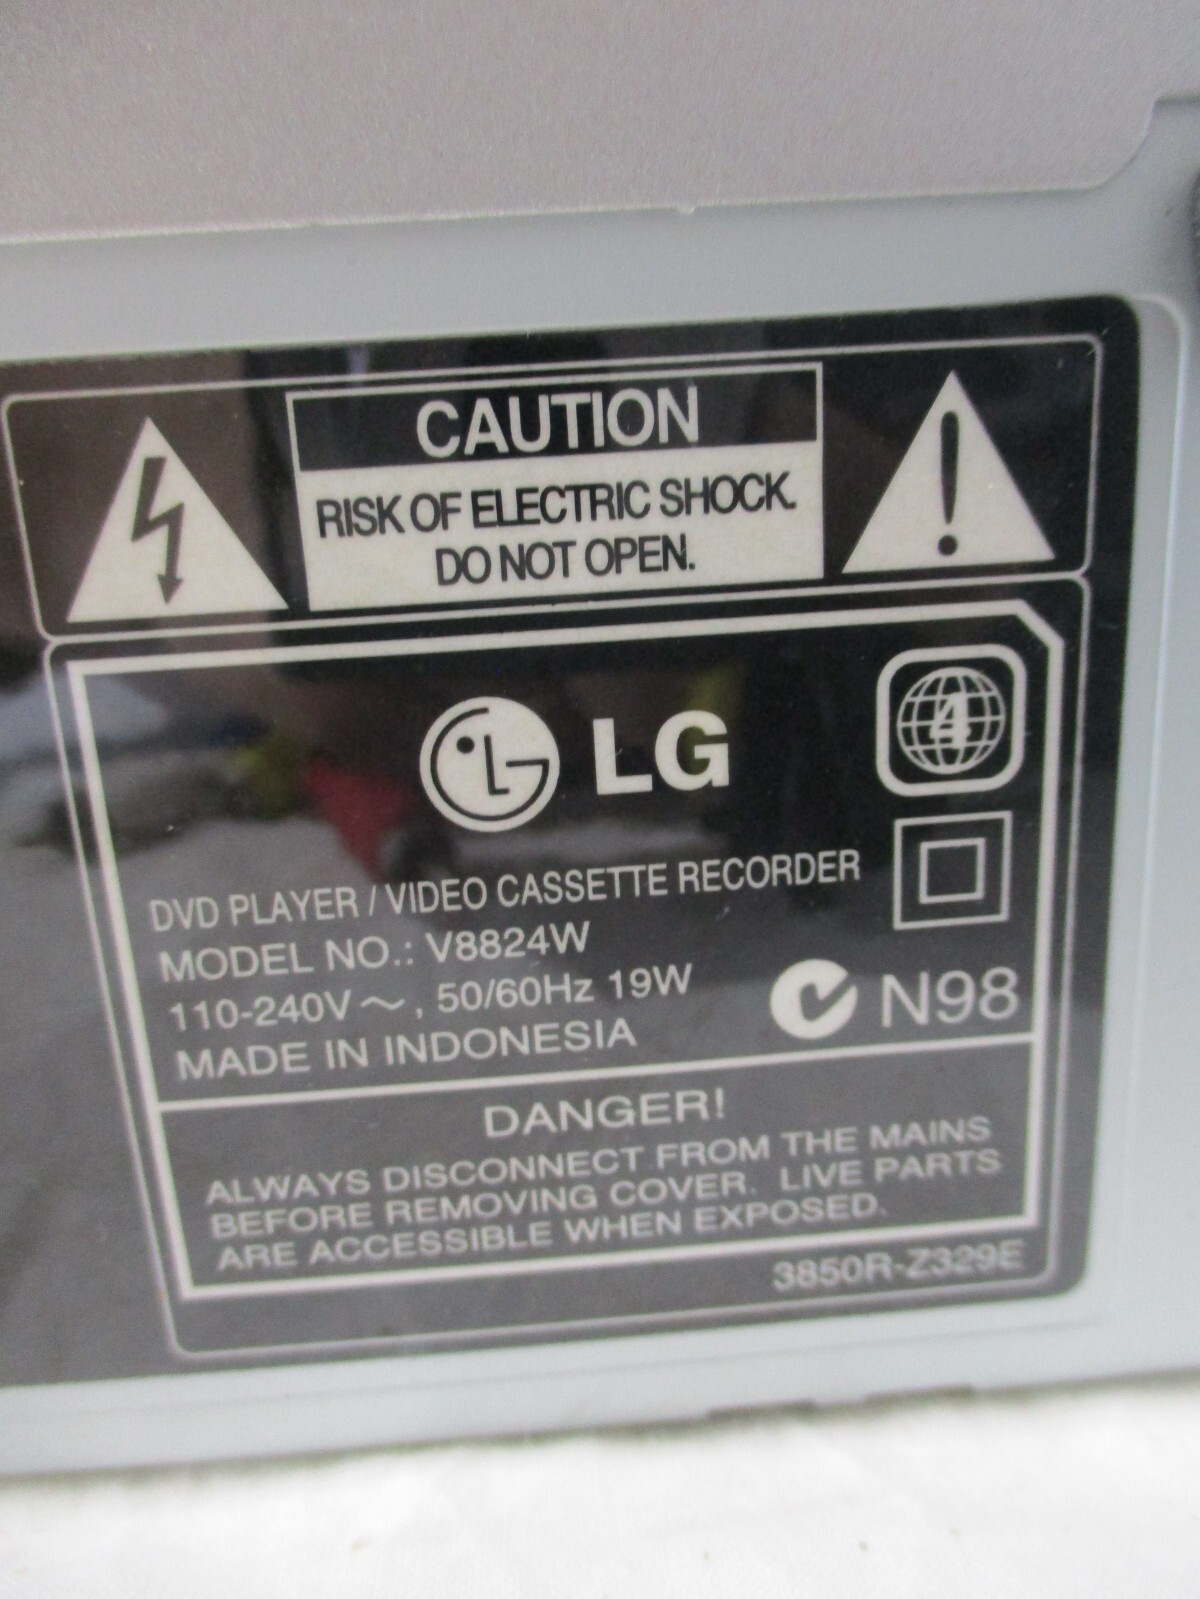 CAUTION
RISK OF ELECTRIC SHOCK.
DO NOT OPEN.
LG LG
4
DVD PLAYER / VIDEO CASSETTE RECORDER
MODEL NO.: V8824W
110-240V ~, 50/60Hz 19W
N98
MADE IN INDONESIA
DANGER!
ALWAYS DISCONNECT FROM THE MAINS
BEFORE REMOVING COVER. LIVE PARTS
ARE ACCESSIBLE WHEN EXPOSED.
3850R-Z329E